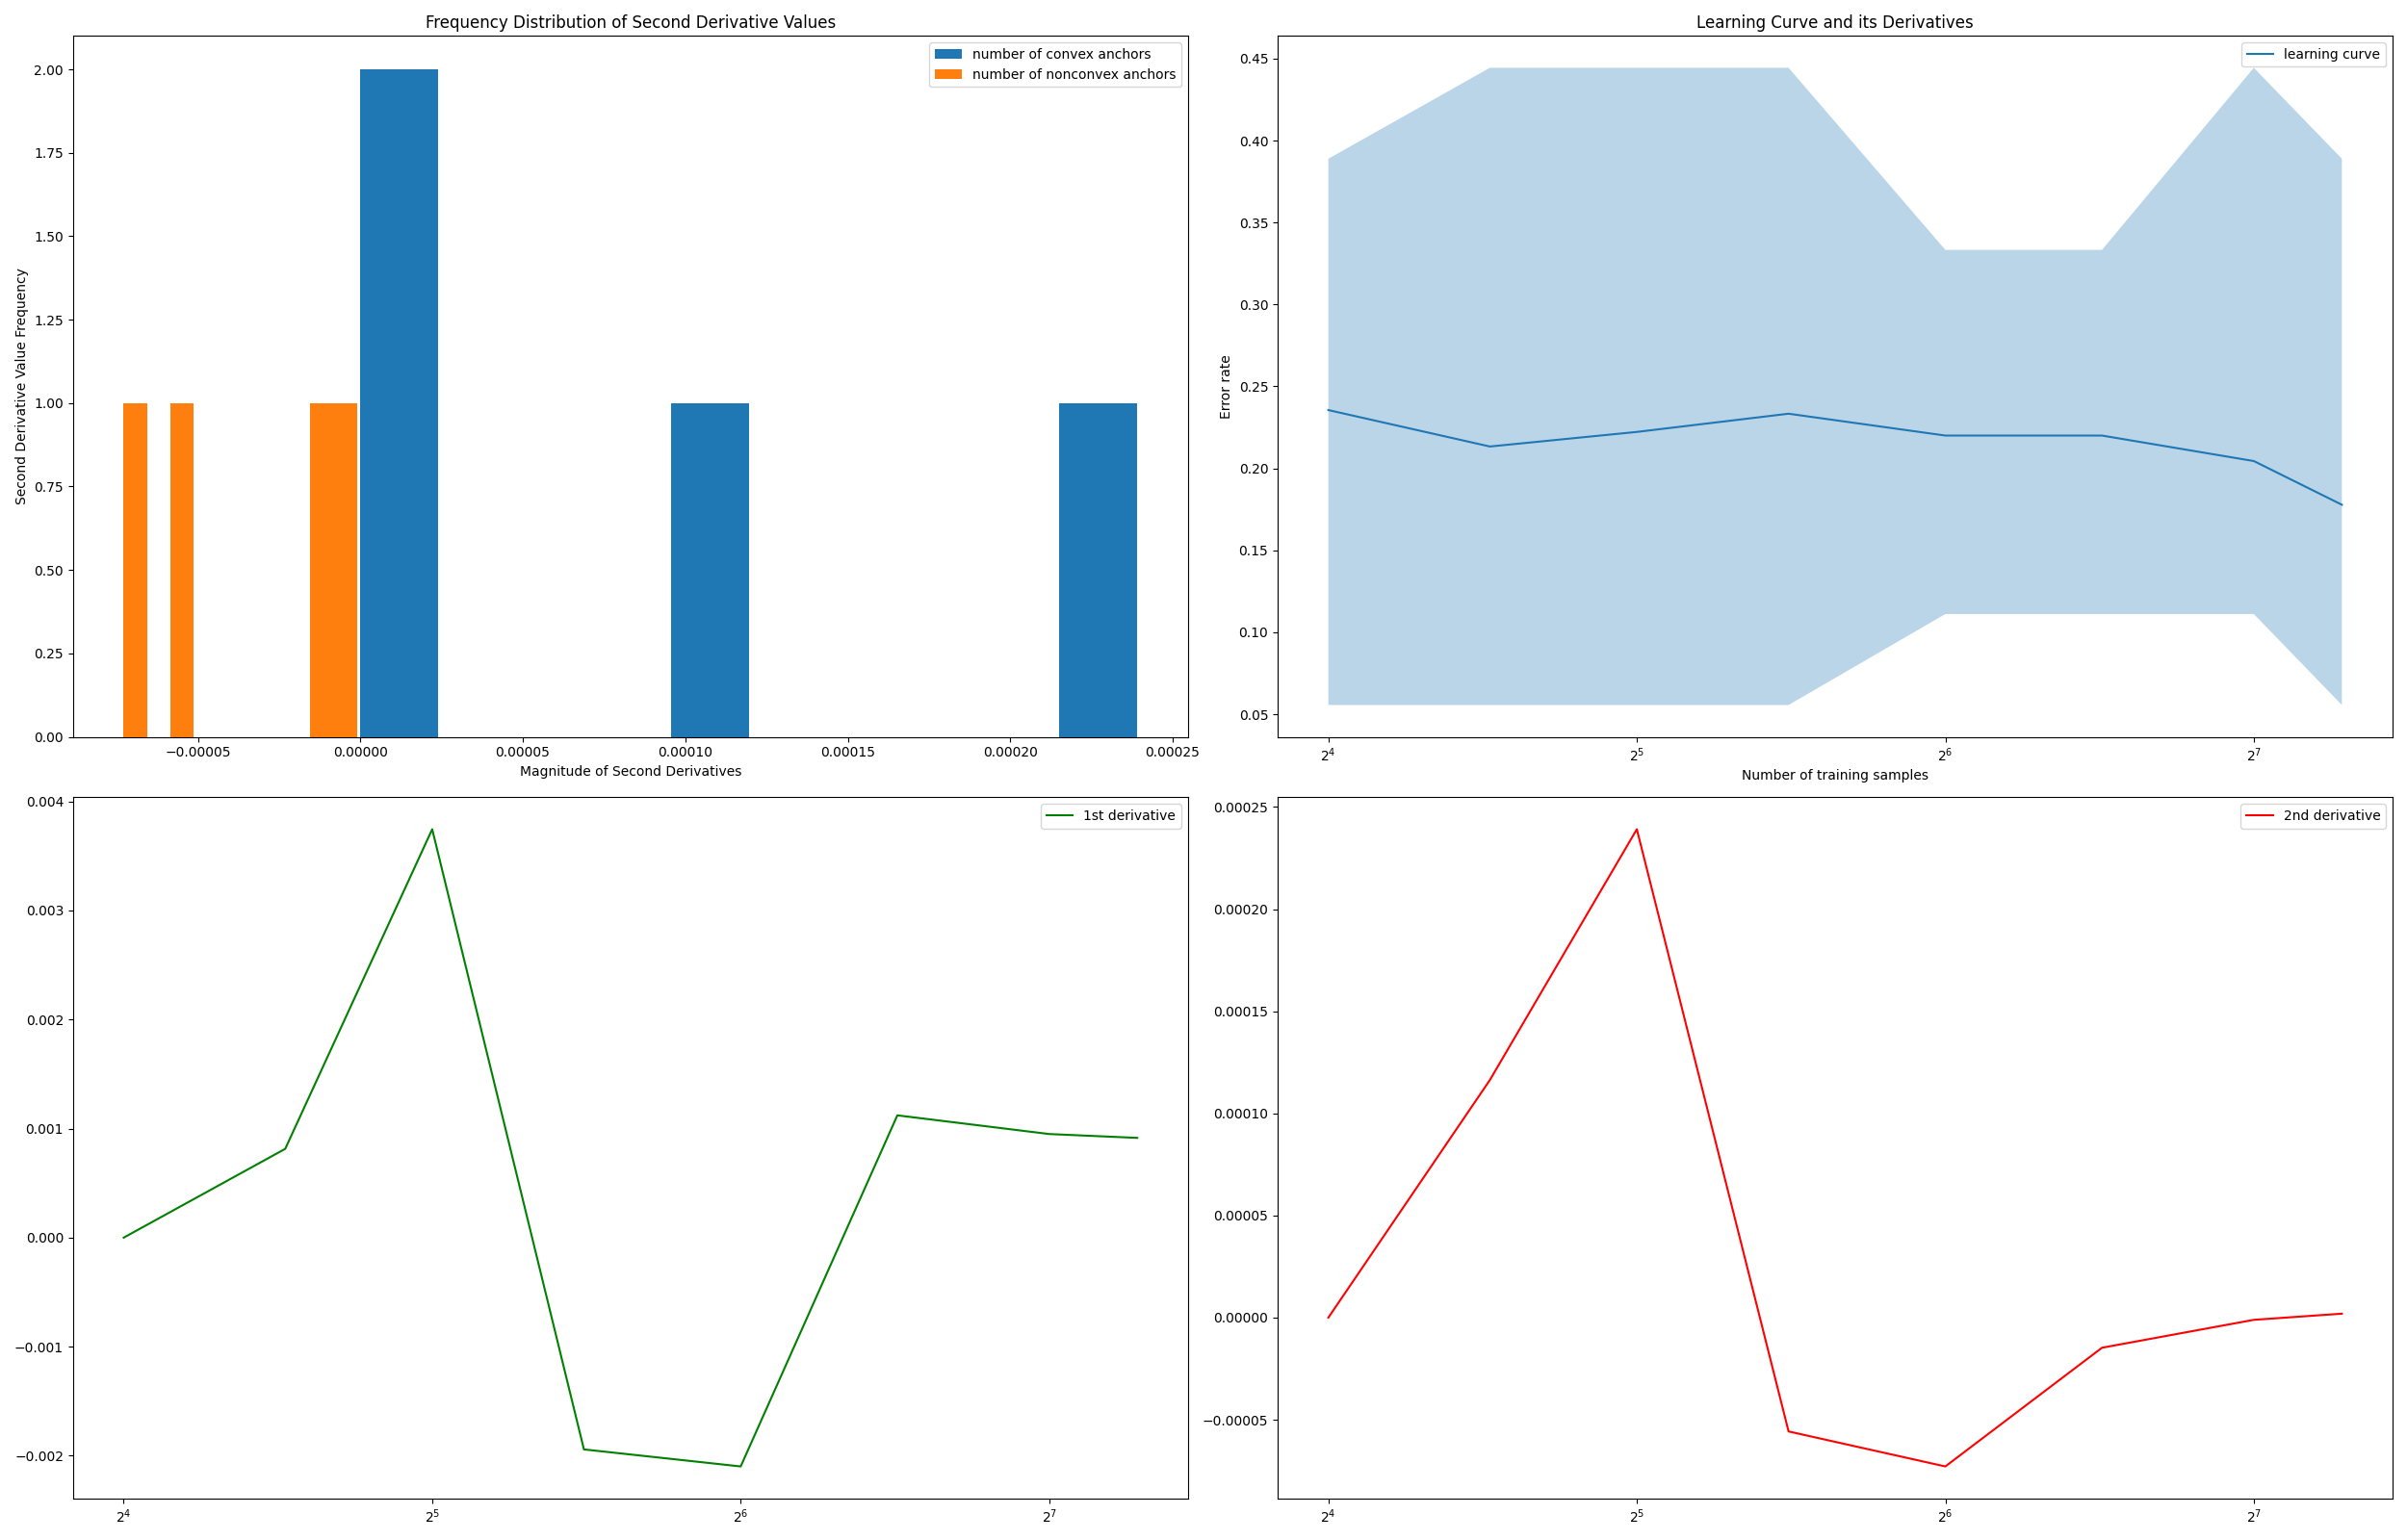 Frequency Distribution of Second Derivative Values
number of convex anchors
number of nonconvex anchors
2.00
1.75
1.50
1.25
1.00
0.75
0.50
0.25
0.00
Second Derivative Value Frequency
−0.00005 0.00000 0.00005 0.00010 0.00015 0.00020 0.00025
Magnitude of Second Derivatives
Learning Curve and its Derivatives
learning curve
0.45
0.40
0.35
0.30
0.25
0.20
0.15
0.10
0.05
Error rate
2⁴ 2⁵ 2⁶ 2⁷
Number of training samples
1st derivative
0.004
0.003
0.002
0.001
0.000
−0.001
−0.002
2⁴ 2⁵ 2⁶ 2⁷
2nd derivative
0.00025
0.00020
0.00015
0.00010
0.00005
0.00000
−0.00005
2⁴ 2⁵ 2⁶ 2⁷